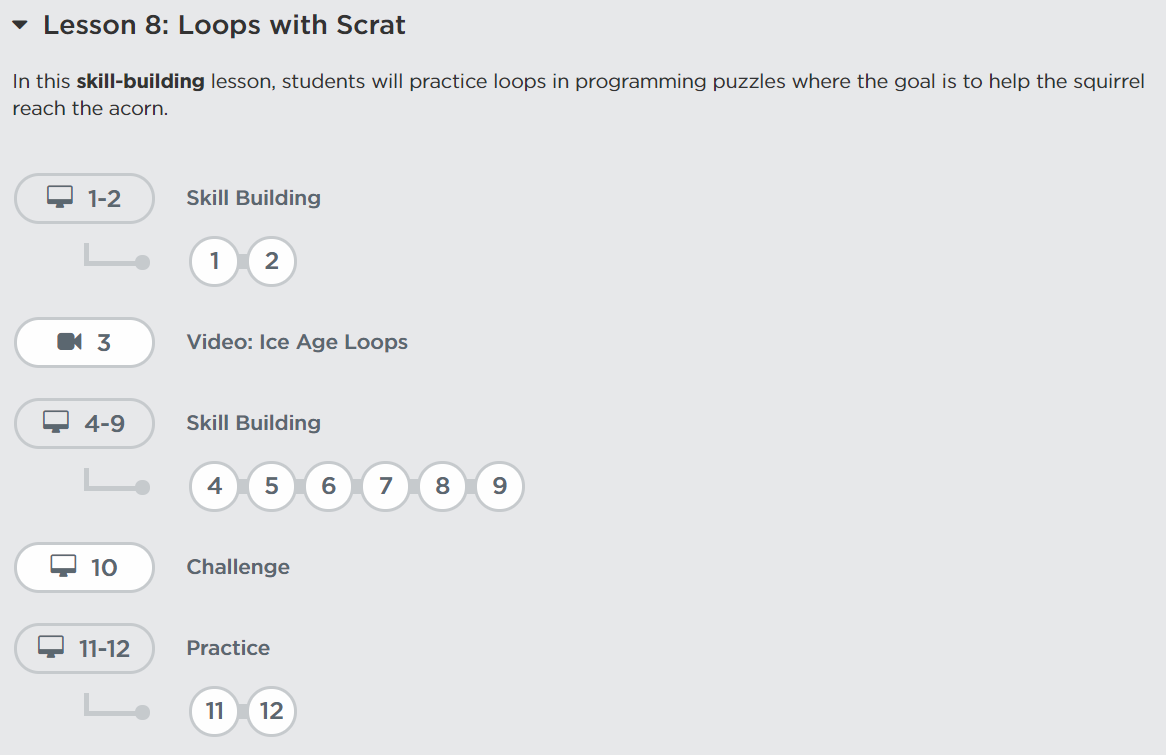 Lesson 8: Loops with Scrat
In this skill-building lesson, students will practice loops in programming puzzles where the goal is to help the squirrel
reach the acorn.
1-2 Skill Building
1 2
3 Video: Ice Age Loops
4-9 Skill Building
4 5 6 7 8 9
10 Challenge
11-12 Practice
11 12